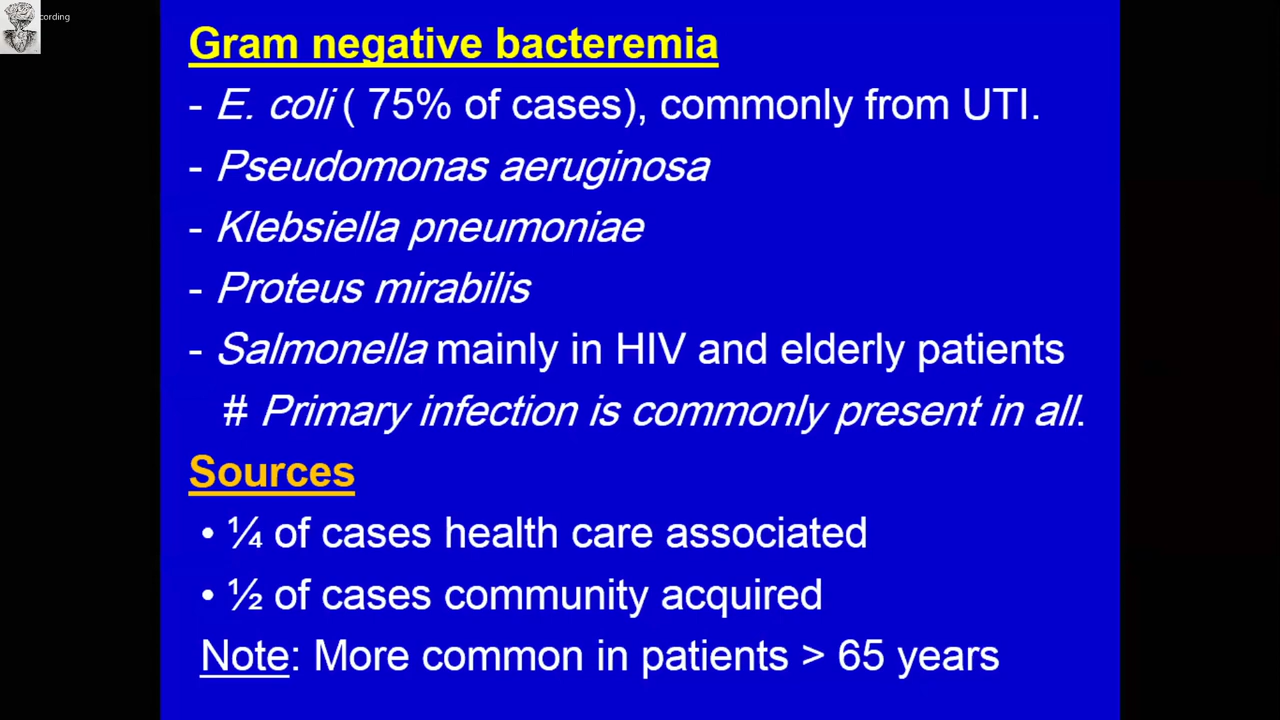 cording
Gram negative bacteremia
- E. coli ( 75% of cases), commonly from UTI.
- Pseudomonas aeruginosa
- Klebsiella pneumoniae
- Proteus mirabilis
- Salmonella mainly in HIV and elderly patients
# Primary infection is commonly present in all.
Sources
• ¼ of cases health care associated
• ½ of cases community acquired
Note: More common in patients > 65 years